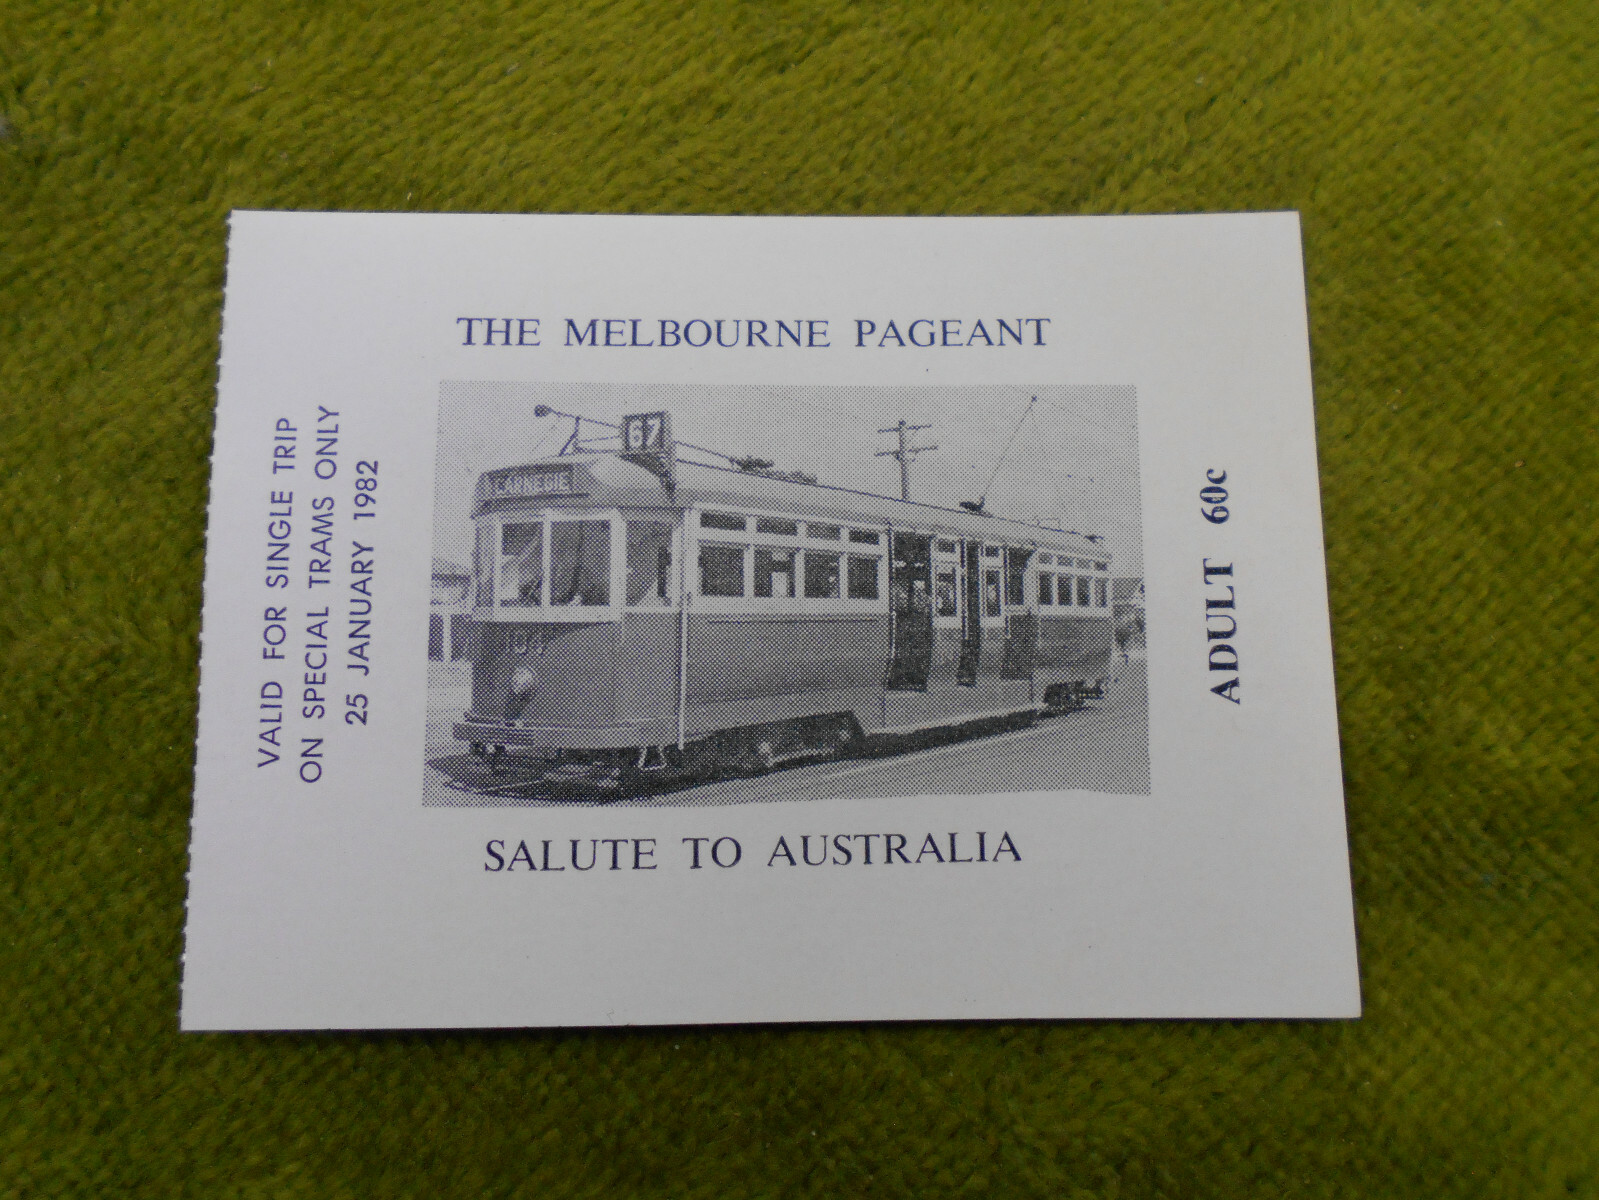 THE MELBOURNE PAGEANT
VALID FOR SINGLE TRIP
ON SPECIAL TRAMS ONLY
25 JANUARY 1982
67
CARNEGIE
ADULT 60c
SALUTE TO AUSTRALIA